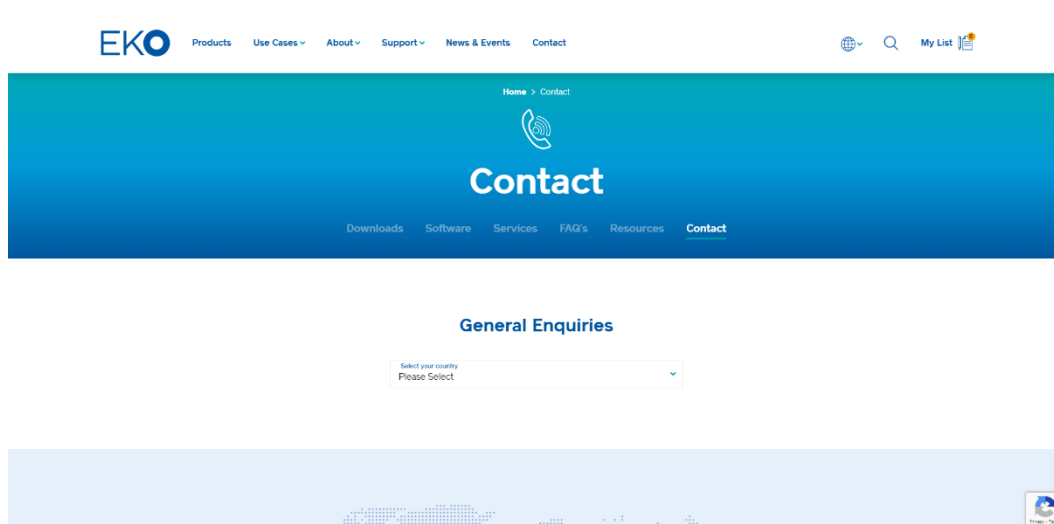 EKO Products Use Cases About Support News & Events Contact My List 0
Home > Contact
Contact
Downloads Software Services FAQ's Resources Contact
General Enquiries
Select your country
Please Select